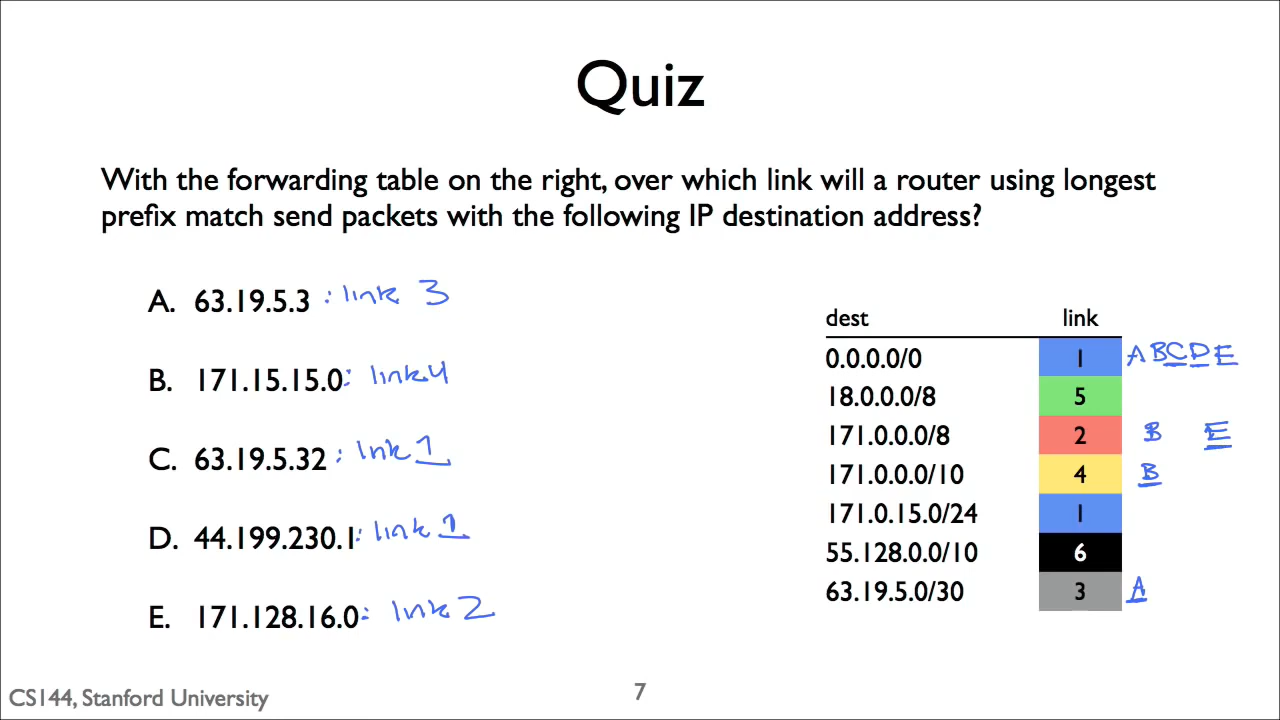 Quiz
With the forwarding table on the right, over which link will a router using longest
prefix match send packets with the following IP destination address?
A. 63.19.5.3 : link 3
B. 171.15.15.0: link 4
C. 63.19.5.32 : link 1
D. 44.199.230.1: link 1
E. 171.128.16.0: link 2
dest link
0.0.0.0/0 1 A B C D E
18.0.0.0/8 5
171.0.0.0/8 2 B E
171.0.0.0/10 4 B
171.0.15.0/24 1
55.128.0.0/10 6
63.19.5.0/30 3 A
CS144, Stanford University
7